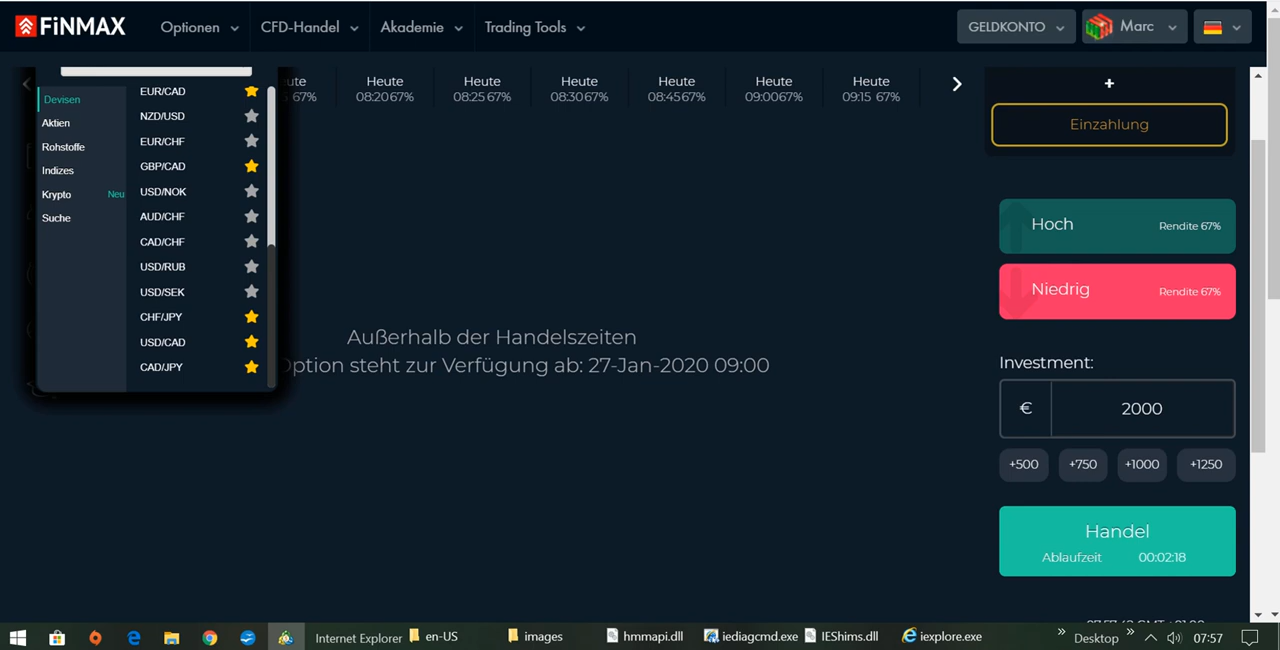 FiNMAX Optionen CFD-Handel Akademie Trading Tools GELDKONTO Marc
Heute Heute Heute Heute Heute Heute
67% 08:20 67% 08:25 67% 08:30 67% 08:45 67% 09:00 67% 09:15 67%
Devisen
Aktien
Rohstoffe
Indizes
Krypto Neu
Suche
EUR/CAD
NZD/USD
EUR/CHF
GBP/CAD
USD/NOK
AUD/CHF
CAD/CHF
USD/RUB
USD/SEK
CHF/JPY
USD/CAD
CAD/JPY
Außerhalb der Handelszeiten
ption steht zur Verfügung ab: 27-Jan-2020 09:00
+
Einzahlung
Hoch Rendite 67%
Niedrig Rendite 67%
Investment:
€ 2000
+500 +750 +1000 +1250
Handel
Ablaufzeit 00:02:18
Internet Explorer en-US images hmmapi.dll iediagcmd.exe IEShims.dll iexplore.exe Desktop 07:57